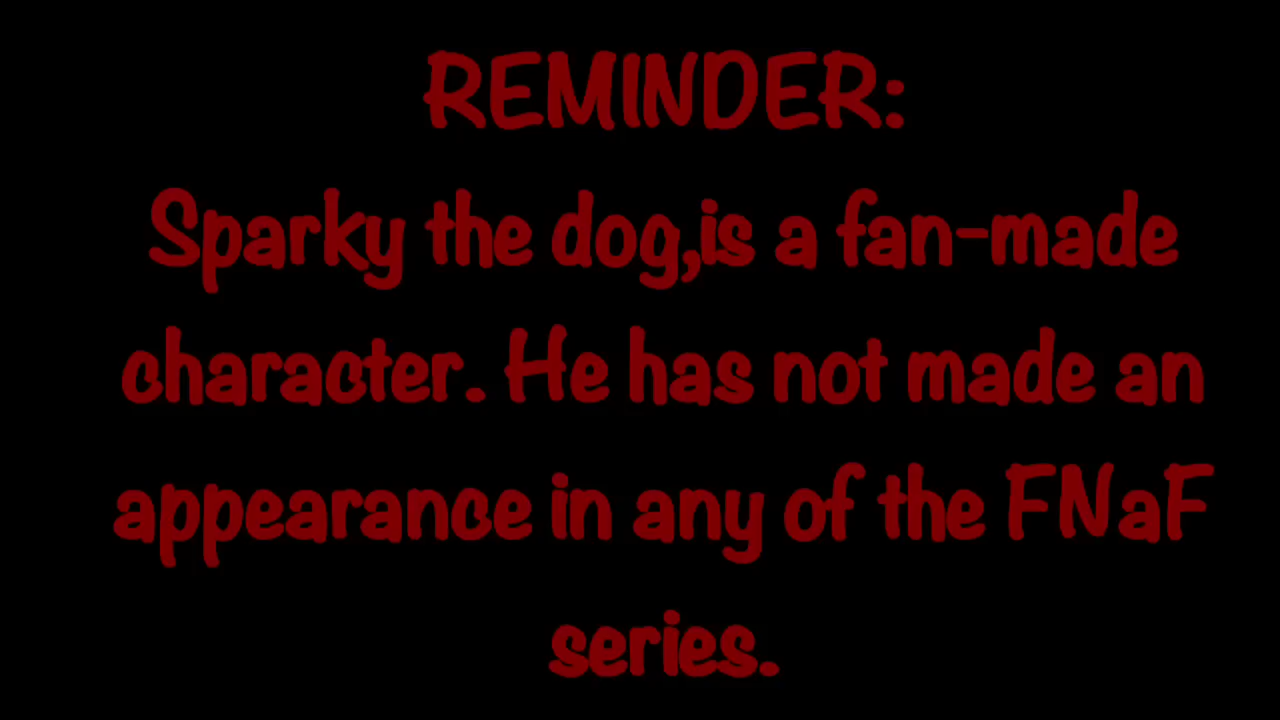 REMINDER:
Sparky the dog,is a fan-made
character. He has not made an
appearance in any of the FNaF
series.